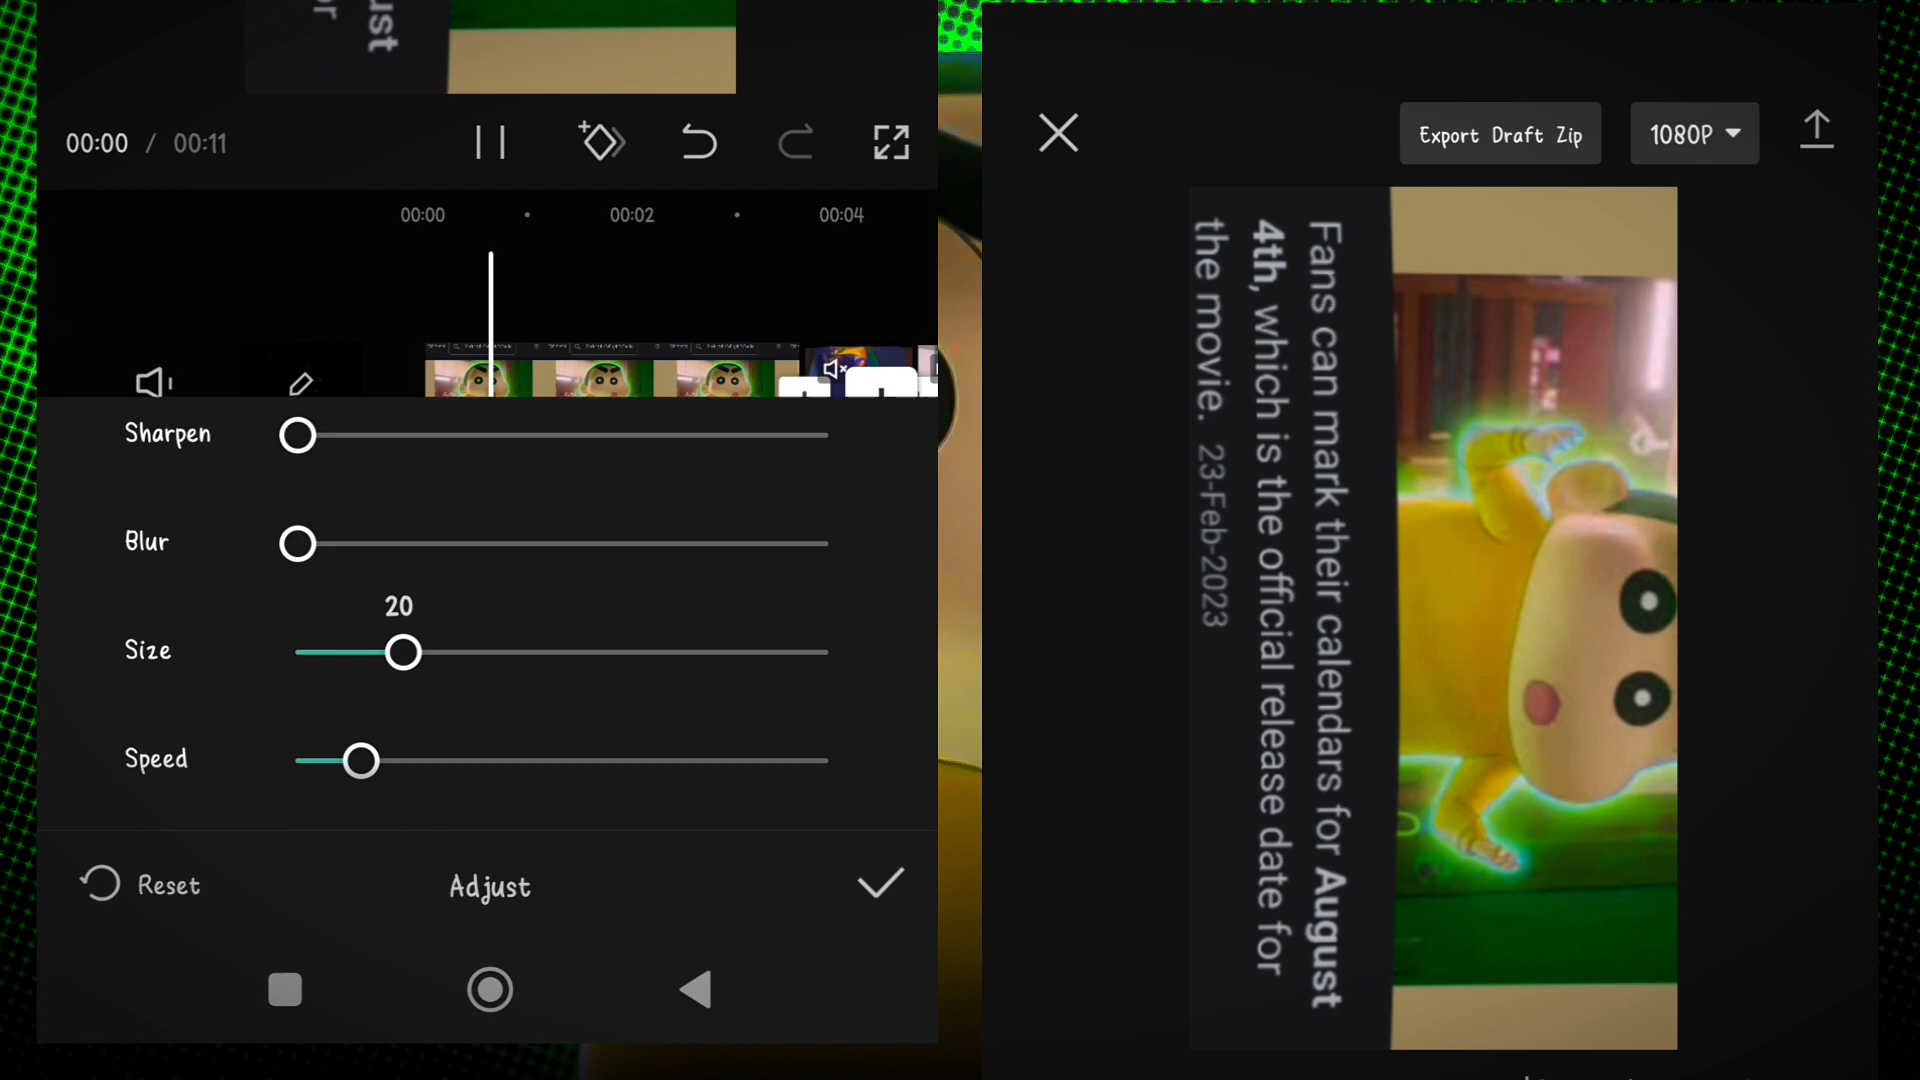 ust
or
00:00 / 00:11
00:00
00:02
00:04
Sharpen
Blur
20
Size
Speed
Reset
Adjust
Export Draft Zip
1080P
Fans can mark their calendars for August
4th, which is the official release date for
the movie. 23-Feb-2023